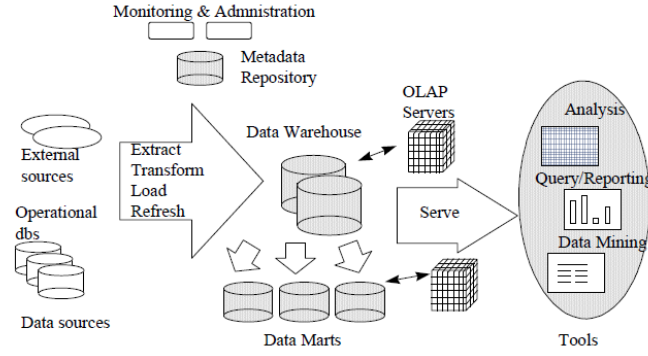 Monitoring & Admnistration
Metadata
Repository
OLAP
Servers
Analysis
Data Warehouse
External
sources
Extract
Transform
Load
Refresh
Query/Reporting
Operational
dbs
Serve
Data Mining
Data sources
Data Marts
Tools